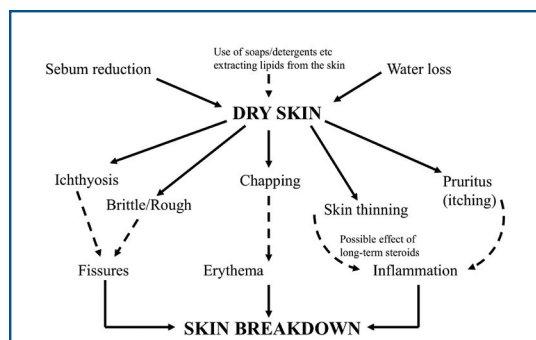 Use of soaps/detergents etc
extracting lipids from the skin
Sebum reduction
Water loss
DRY SKIN
Ichthyosis
Chapping
Pruritus
(itching)
Brittle/Rough
Skin thinning
Possible effect of
long-term steroids
Fissures
Erythema
Inflammation
SKIN BREAKDOWN